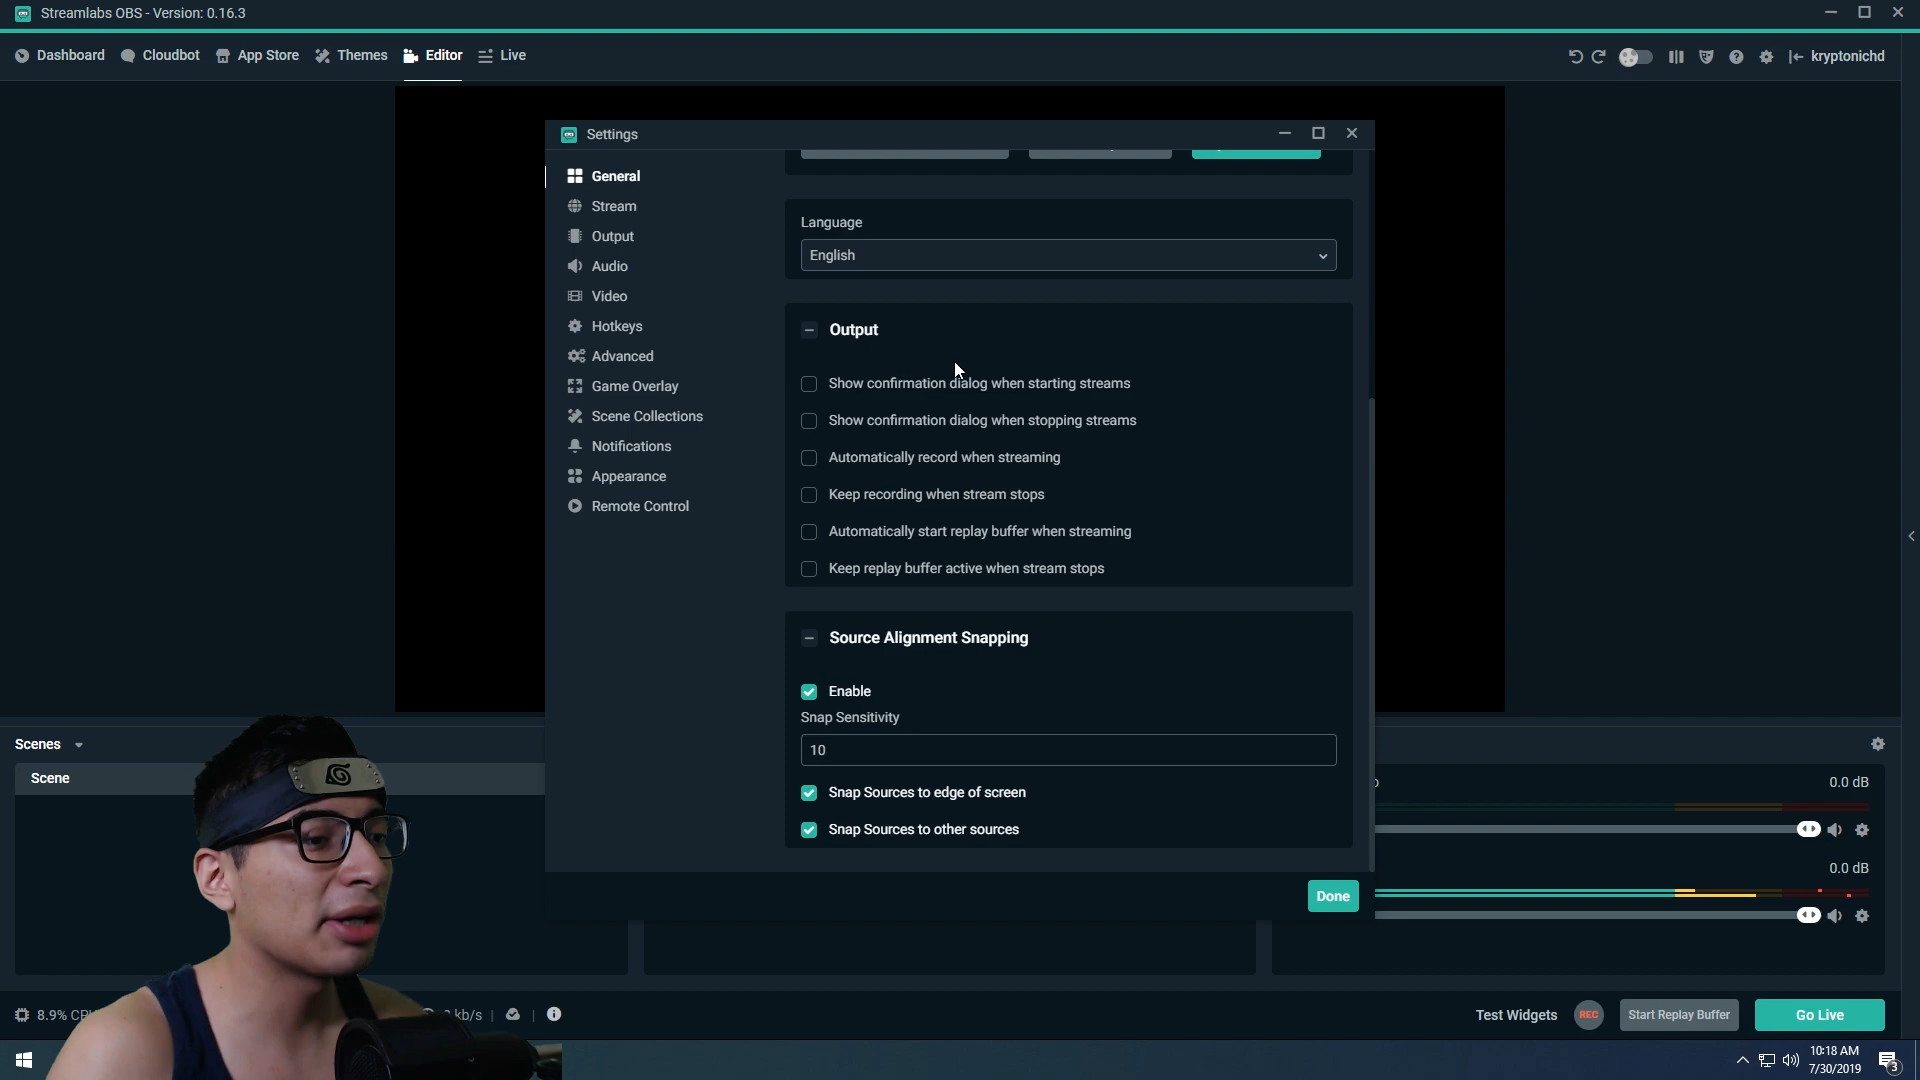 Streamlabs OBS - Version: 0.16.3
Dashboard Cloudbot App Store Themes Editor Live kryptonichd
Settings
General
Stream
Output
Audio
Video
Hotkeys
Advanced
Game Overlay
Scene Collections
Notifications
Appearance
Remote Control
Language
English
Output
Show confirmation dialog when starting streams
Show confirmation dialog when stopping streams
Automatically record when streaming
Keep recording when stream stops
Automatically start replay buffer when streaming
Keep replay buffer active when stream stops
Source Alignment Snapping
Enable
Snap Sensitivity
10
Snap Sources to edge of screen
Snap Sources to other sources
Done
Scenes
Scene
0.0 dB
0.0 dB
8.9% CP
kb/s
Test Widgets REC Start Replay Buffer Go Live
10:18 AM
7/30/2019
3